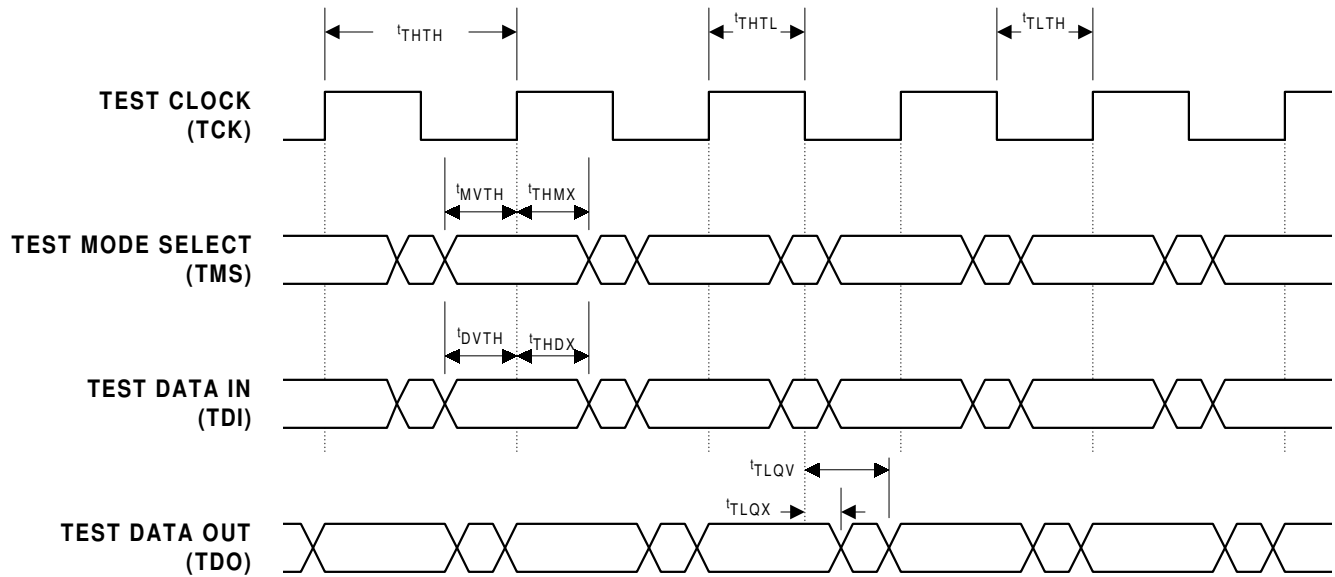 tTHTH
tTHTL
tTLTH
TEST CLOCK
(TCK)
tMVTH
tTHMX
TEST MODE SELECT
(TMS)
tDVTH
tTHDX
TEST DATA IN
(TDI)
tTLQV
tTLQX
TEST DATA OUT
(TDO)